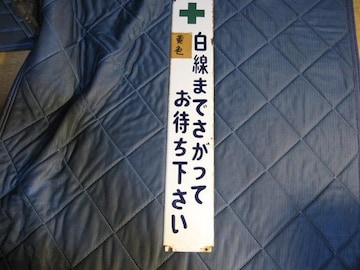 黄色
白線までさがって
お待ち下さい